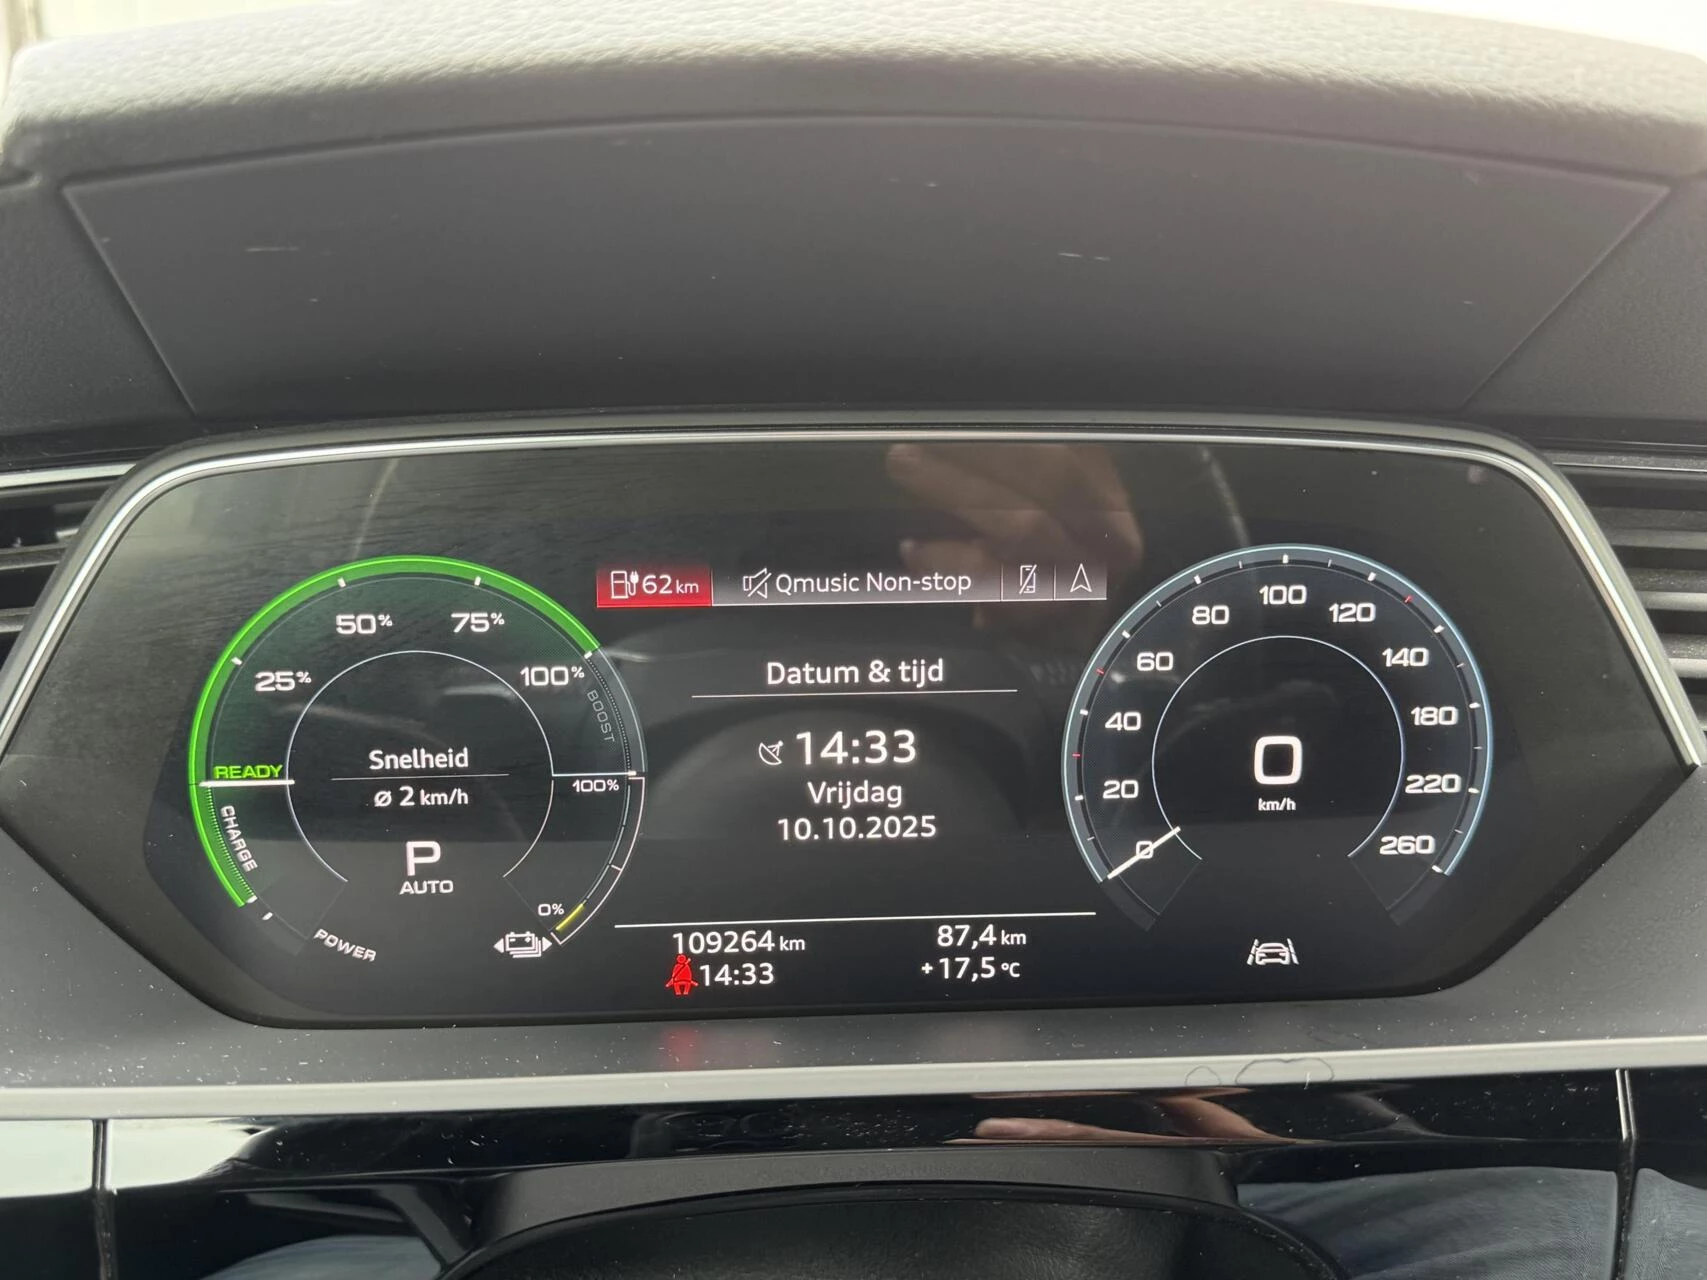 62 km
Qmusic Non-stop
50%
75%
25%
100%
BOOST
READY
CHARGE
POWER
Snelheid
ø 2 km/h
P
AUTO
100%
0%
Datum & tijd
14:33
Vrijdag
10.10.2025
109264 km
87,4 km
14:33
+17,5 °C
0
20
40
60
80
100
120
140
180
220
260
0
km/h